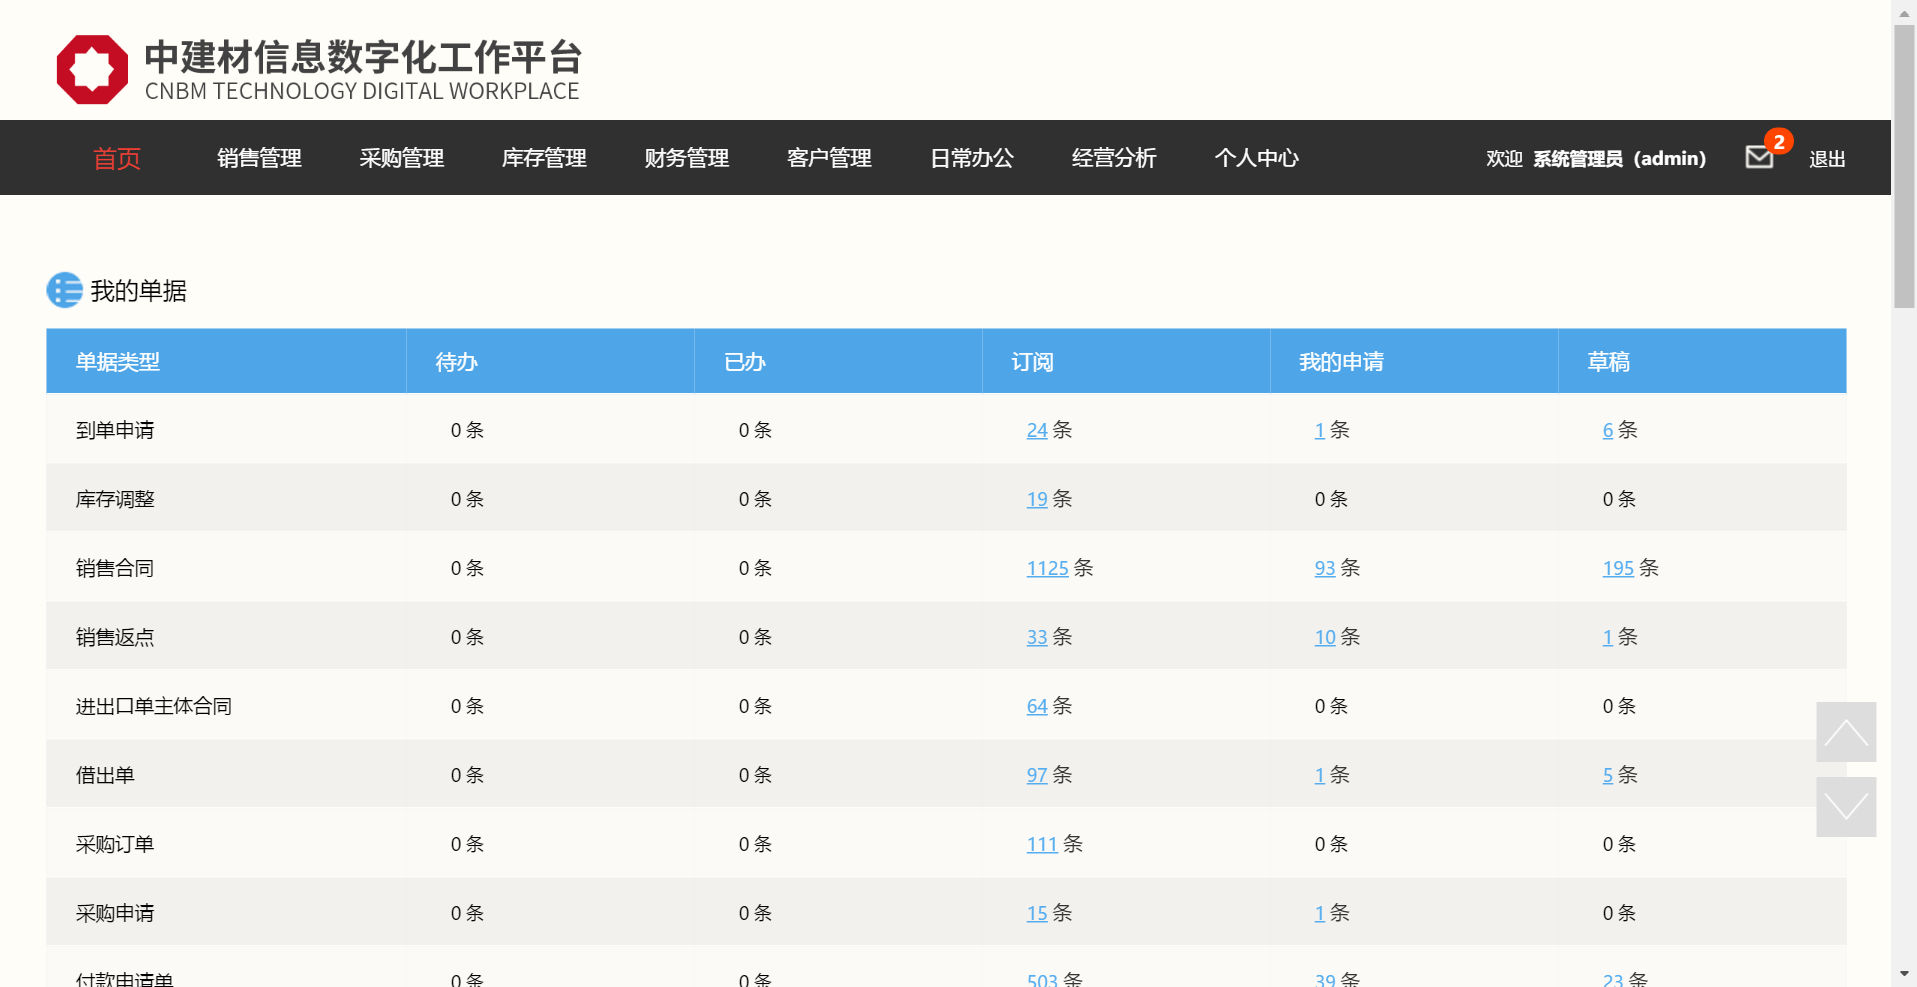 中建材信息数字化工作平台
CNBM TECHNOLOGY DIGITAL WORKPLACE
首页 销售管理 采购管理 库存管理 财务管理 客户管理 日常办公 经营分析 个人中心 欢迎 系统管理员（admin） 2 退出
我的单据
单据类型 待办 已办 订阅 我的申请 草稿
到单申请 0 条 0 条 24 条 1 条 6 条
库存调整 0 条 0 条 19 条 0 条 0 条
销售合同 0 条 0 条 1125 条 93 条 195 条
销售返点 0 条 0 条 33 条 10 条 1 条
进出口单主体合同 0 条 0 条 64 条 0 条 0 条
借出单 0 条 0 条 97 条 1 条 5 条
采购订单 0 条 0 条 111 条 0 条 0 条
采购申请 0 条 0 条 15 条 1 条 0 条
付款申请单 0 条 0 条 503 条 39 条 23 条